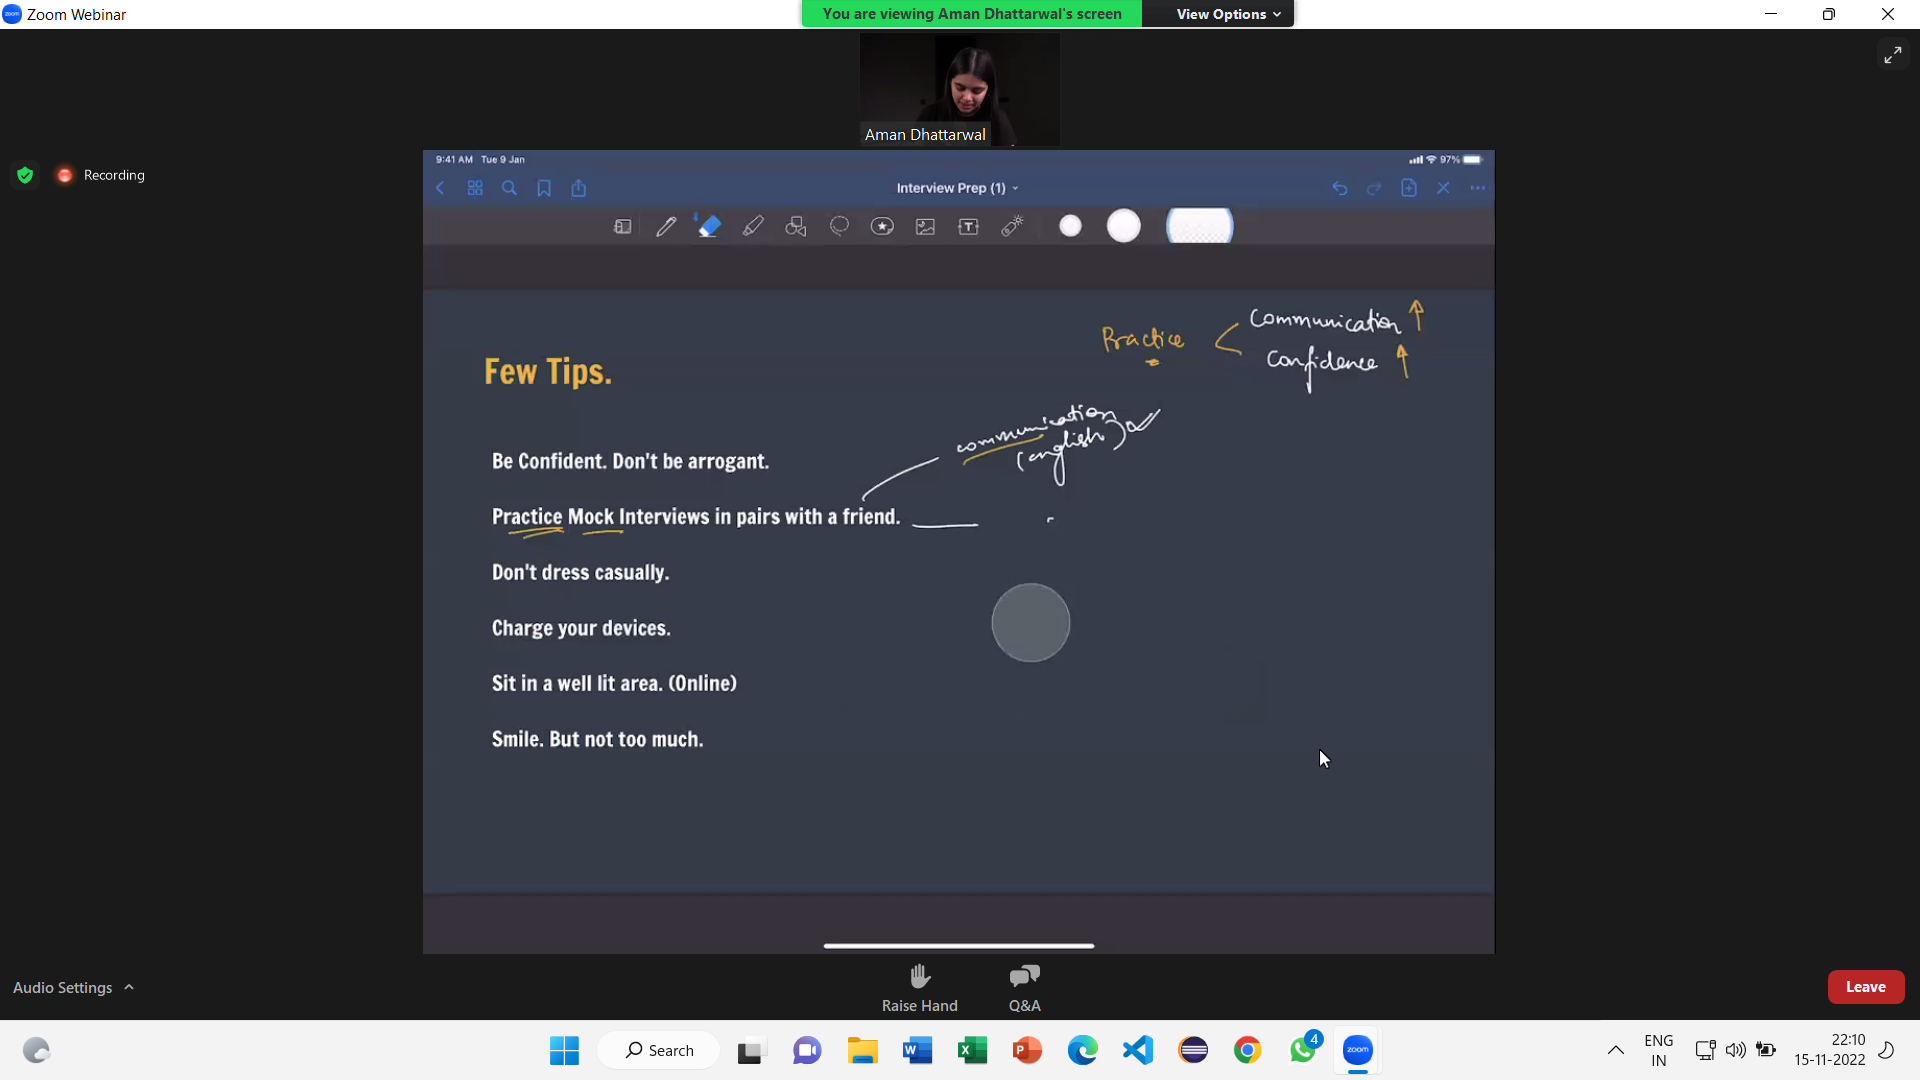 Zoom Webinar
You are viewing Aman Dhattarwal's screen
View Options
Aman Dhattarwal
Recording
9:41 AM Tue 9 Jan
97%
Interview Prep (1)
Practice
Communication ↑
Confidence ↑
Few Tips.
communication
(english)
Be Confident. Don't be arrogant.
Practice Mock Interviews in pairs with a friend.
Don't dress casually.
Charge your devices.
Sit in a well lit area. (Online)
Smile. But not too much.
Audio Settings
Raise Hand
Q&A
Leave
Search
4
zoom
ENG
IN
22:10
15-11-2022